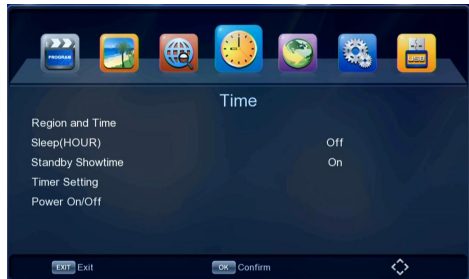 PROGRAM
USB
Time
Region and Time
Sleep(HOUR) Off
Standby Showtime On
Timer Setting
Power On/Off
EXIT Exit OK Confirm